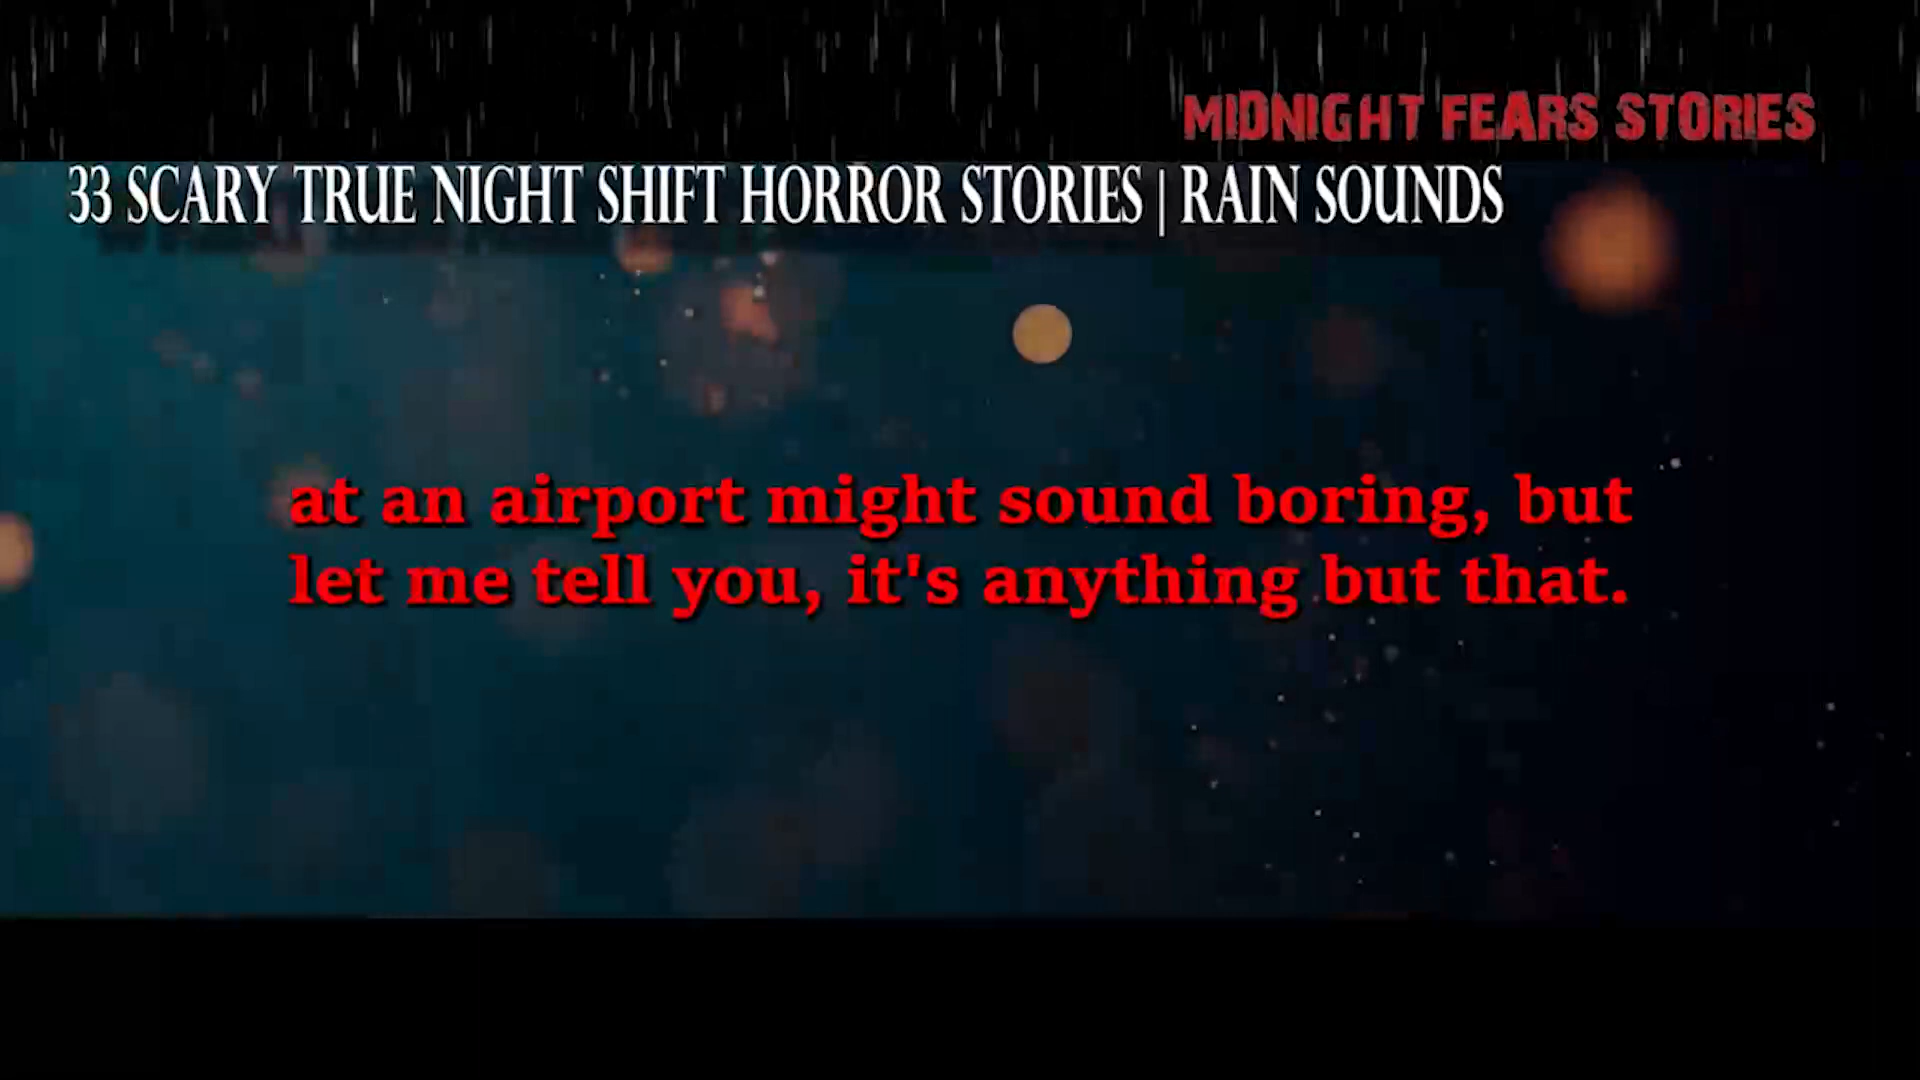 MIDNIGHT FEARS STORIES
33 SCARY TRUE NIGHT SHIFT HORROR STORIES | RAIN SOUNDS
at an airport might sound boring, but
let me tell you, it's anything but that.